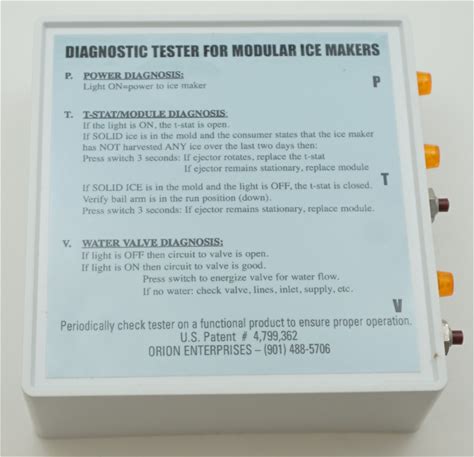 DIAGNOSTIC TESTER FOR MODULAR ICE MAKERS
P. POWER DIAGNOSIS:
Light ON=power to ice maker
P
T. T-STAT/MODULE DIAGNOSIS:
If the light is ON, the t-stat is open.
If SOLID ice is in the mold and the consumer states that the ice maker
has NOT harvested ANY ice over the last two days then:
Press switch 3 seconds: If ejector rotates, replace the t-stat
If ejector remains stationary, replace module
T
If SOLID ICE is in the mold and the light is OFF, the t-stat is closed.
Verify bail arm is in the run position (down).
Press switch 3 seconds: If ejector remains stationary, replace module.
V. WATER VALVE DIAGNOSIS:
If light is OFF then circuit to valve is open.
If light is ON then circuit to valve is good.
Press switch to energize valve for water flow.
If no water: check valve, lines, inlet, supply, etc.
V
Periodically check tester on a functional product to ensure proper operation.
U.S. Patent # 4,799,362
ORION ENTERPRISES – (901) 488-5706